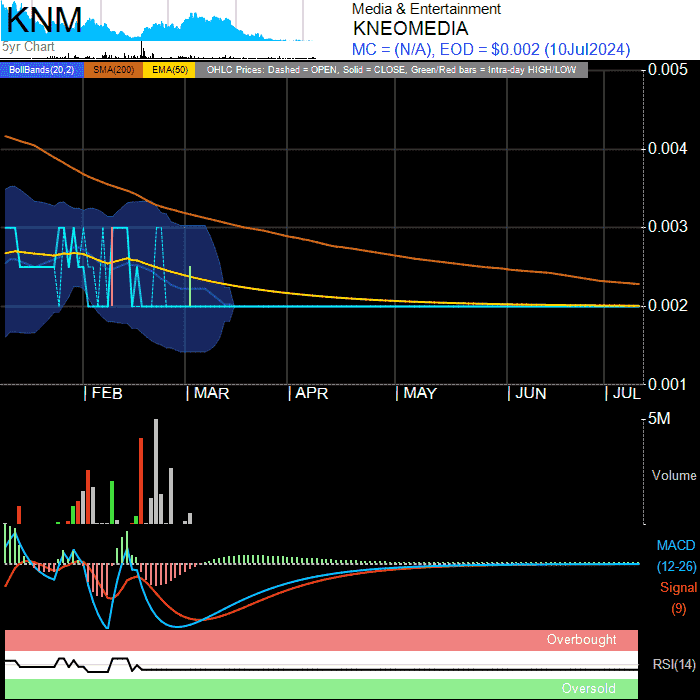 KNM
5yr Chart
Media & Entertainment
KNEOMEDIA
MC = (N/A), EOD = $0.002 (10Jul2024)
BollBands(20,2) SMA(200) EMA(50) OHLC Prices: Dashed = OPEN, Solid = CLOSE, Green/Red bars = Intra-day HIGH/LOW
0.005
0.004
0.003
0.002
0.001
FEB MAR APR MAY JUN JUL
5M
Volume
MACD
(12-26)
Signal
(9)
Overbought
RSI(14)
Oversold